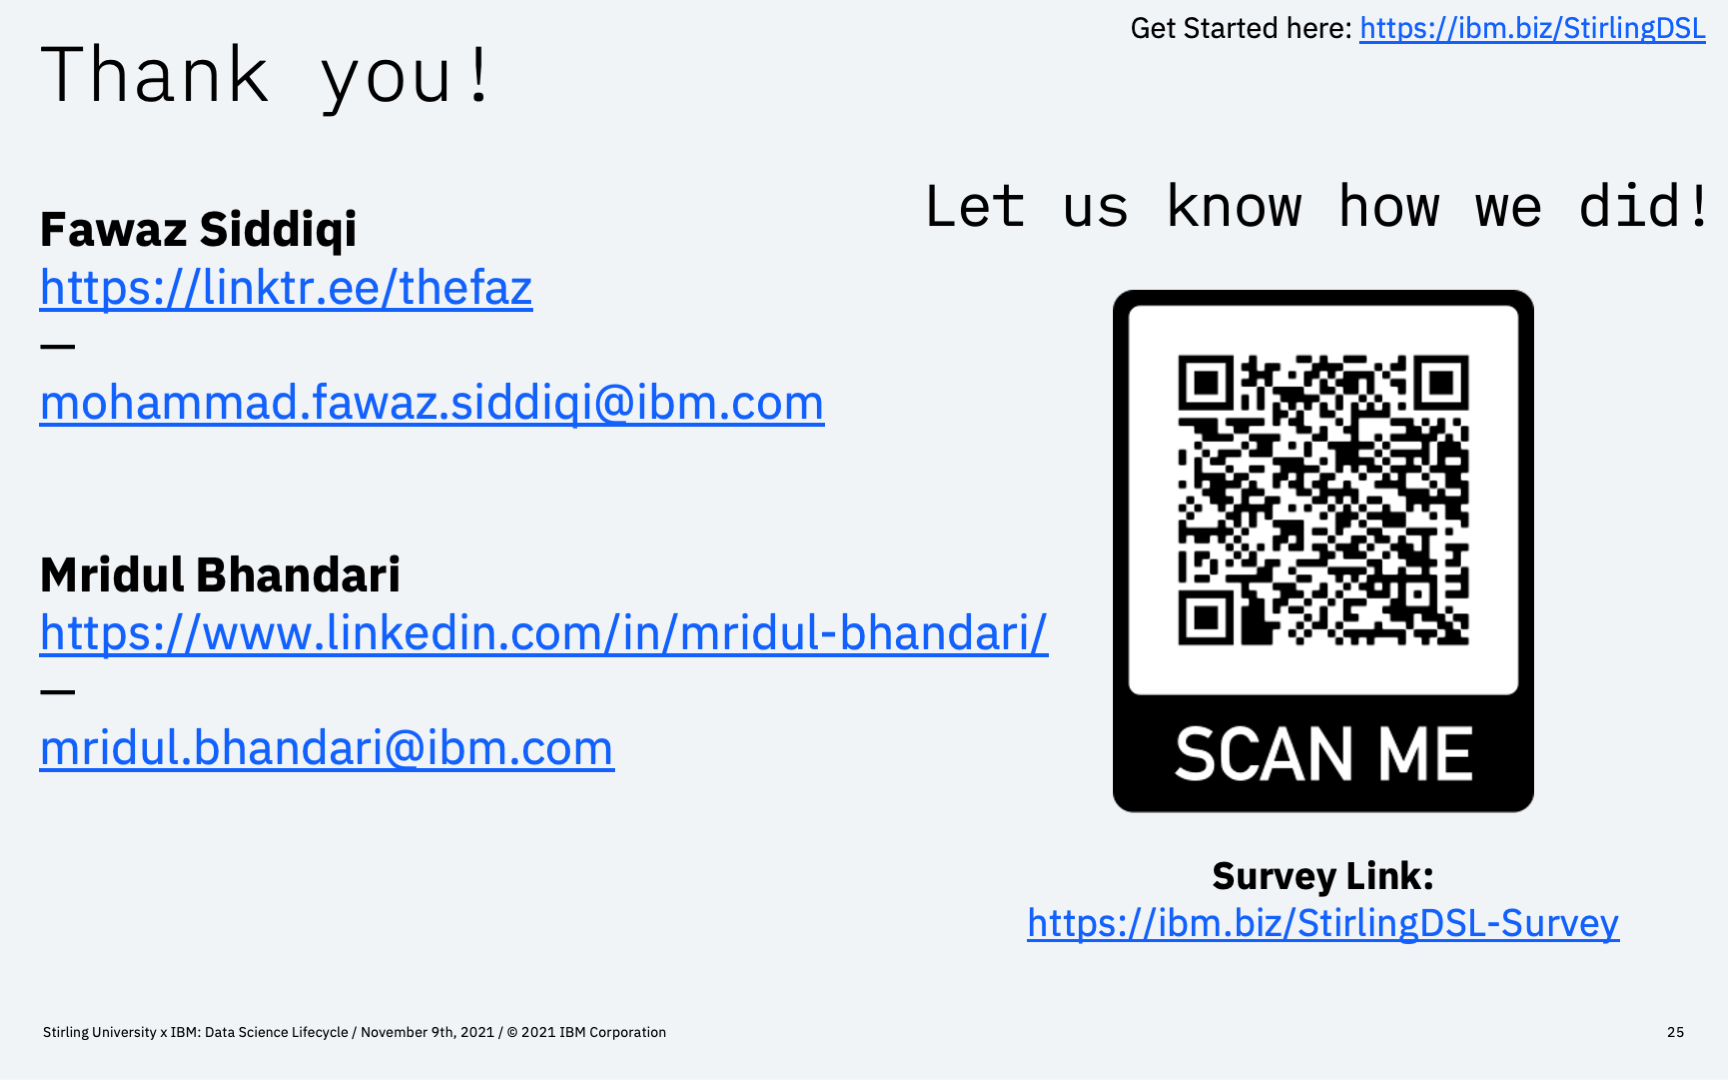 Get Started here: https://ibm.biz/StirlingDSL
Thank you!
Fawaz Siddiqi
https://linktr.ee/thefaz
—
mohammad.fawaz.siddiqi@ibm.com
Mridul Bhandari
https://www.linkedin.com/in/mridul-bhandari/
—
mridul.bhandari@ibm.com
Let us know how we did!
SCAN ME
Survey Link:
https://ibm.biz/StirlingDSL-Survey
Stirling University x IBM: Data Science Lifecycle / November 9th, 2021 / © 2021 IBM Corporation
25